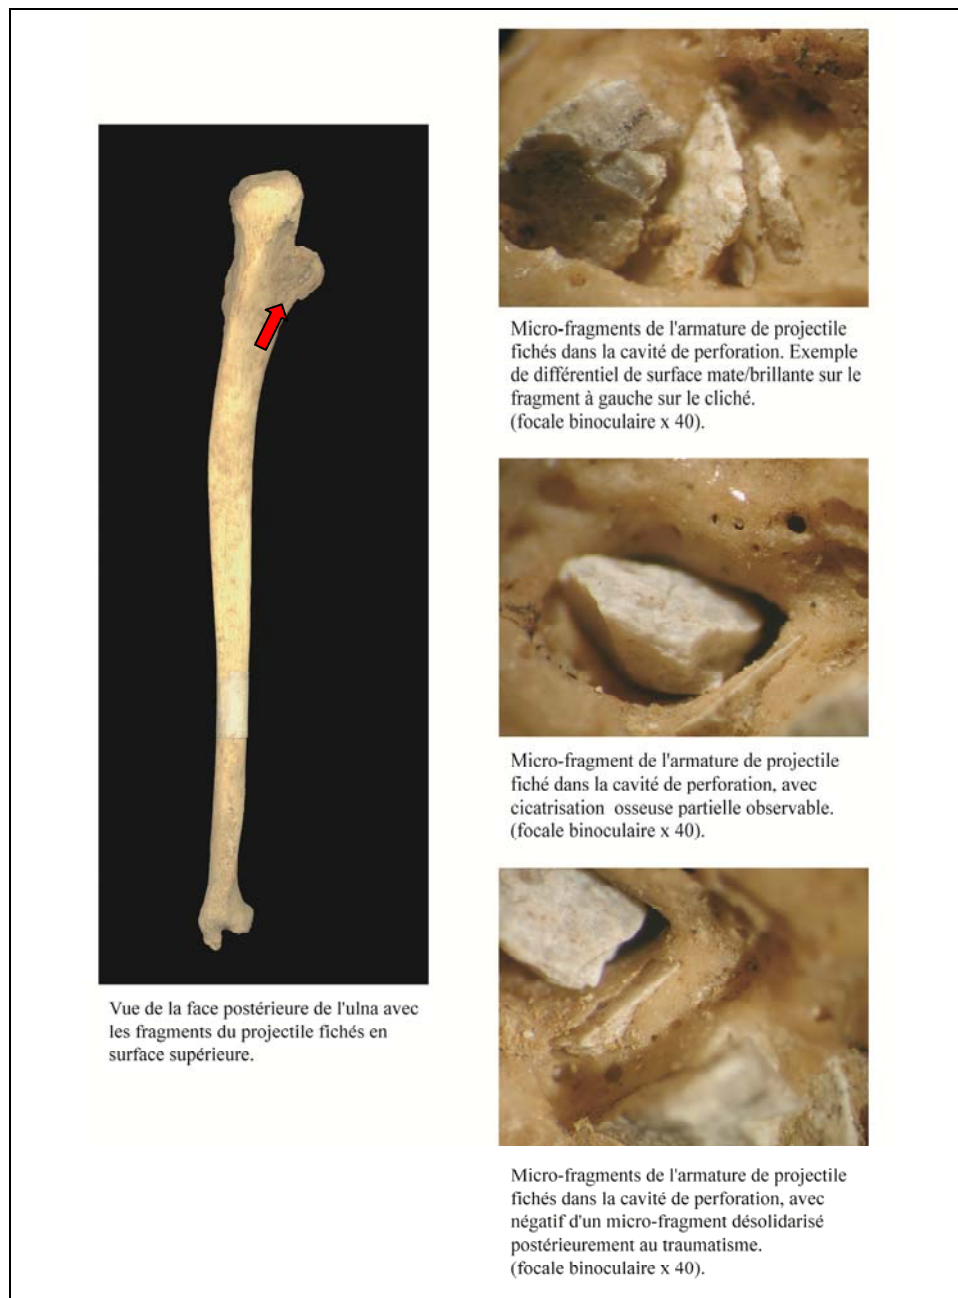 Vue de la face postérieure de l'ulna avec
les fragments du projectile fichés en
surface supérieure.
Micro-fragments de l'armature de projectile
fichés dans la cavité de perforation. Exemple
de différentiel de surface mate/brillante sur le
fragment à gauche sur le cliché.
(focale binoculaire x 40).
Micro-fragment de l'armature de projectile
fiché dans la cavité de perforation, avec
cicatrisation osseuse partielle observable.
(focale binoculaire x 40).
Micro-fragments de l'armature de projectile
fichés dans la cavité de perforation, avec
négatif d'un micro-fragment désolidarisé
postérieurement au traumatisme.
(focale binoculaire x 40).